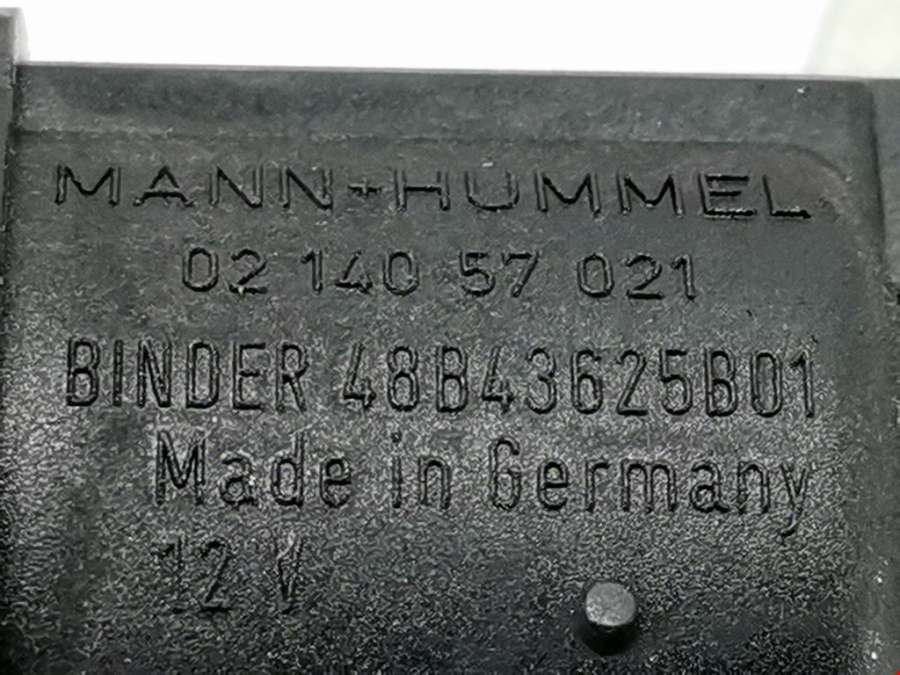 MANN+HUMMEL
02 140 57 021
BINDER 48B43625B01
Made in Germany
12 V